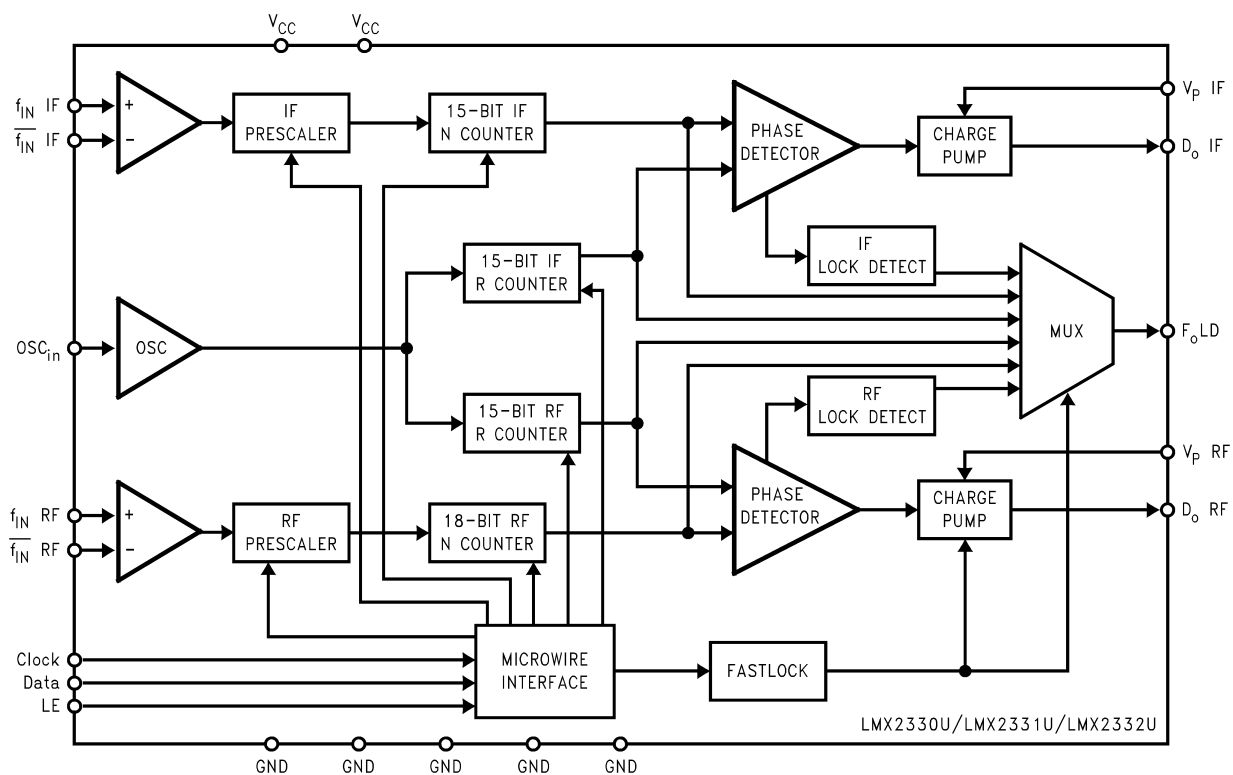 VCC VCC
fIN IF
fIN IF
+
−
IF
PRESCALER
15-BIT IF
N COUNTER
PHASE
DETECTOR
CHARGE
PUMP
VP IF
Do IF
15-BIT IF
R COUNTER
IF
LOCK DETECT
OSCin
OSC
MUX
FoLD
15-BIT RF
R COUNTER
RF
LOCK DETECT
fIN RF
fIN RF
+
−
RF
PRESCALER
18-BIT RF
N COUNTER
PHASE
DETECTOR
CHARGE
PUMP
VP RF
Do RF
Clock
Data
LE
MICROWIRE
INTERFACE
FASTLOCK
LMX2330U/LMX2331U/LMX2332U
GND GND GND GND GND